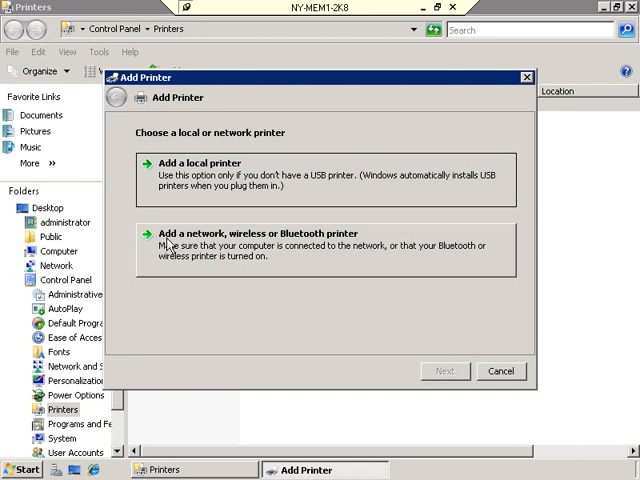 Printers
NY-MEM1-2K8
Control Panel ▸ Printers
Search
File Edit View Tools Help
Organize
Location
Favorite Links
Documents
Pictures
Music
More »
Folders
Desktop
administrator
Public
Computer
Network
Control Panel
Administrative
AutoPlay
Default Progra
Ease of Access
Fonts
Network and S
Personalization
Power Options
Printers
Programs and Fe
System
User Accounts
Add Printer
Add Printer
Choose a local or network printer
Add a local printer
Use this option only if you don't have a USB printer. (Windows automatically installs USB
printers when you plug them in.)
Add a network, wireless or Bluetooth printer
Make sure that your computer is connected to the network, or that your Bluetooth or
wireless printer is turned on.
Next Cancel
Start Printers Add Printer